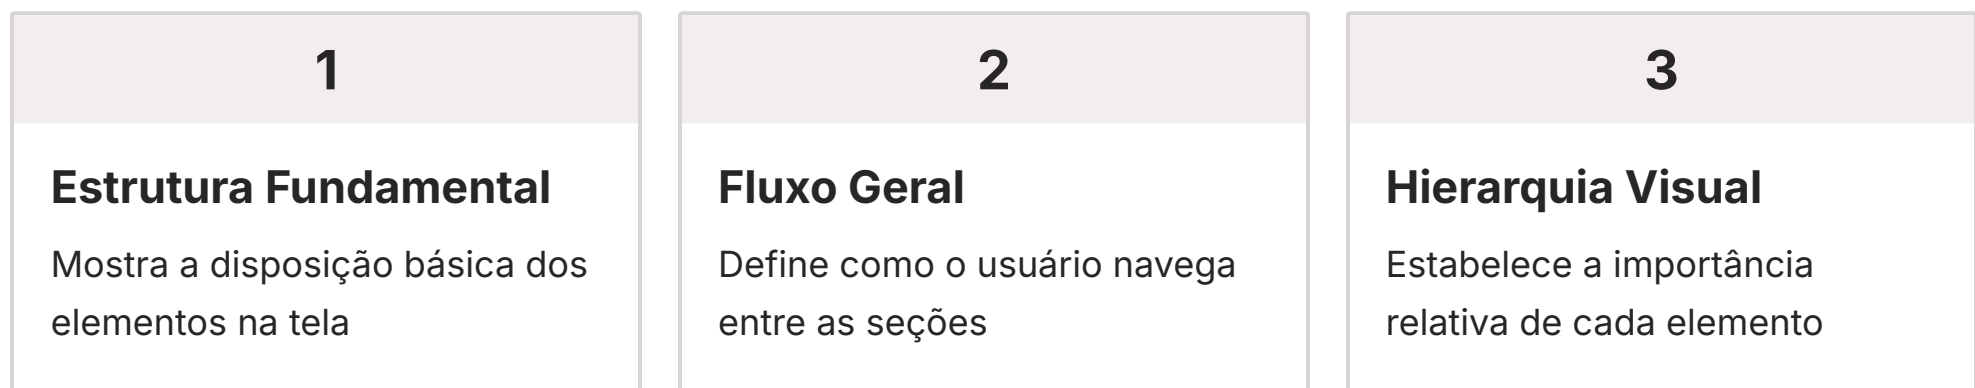 1
Estrutura Fundamental
Mostra a disposição básica dos
elementos na tela
2
Fluxo Geral
Define como o usuário navega
entre as seções
3
Hierarquia Visual
Estabelece a importância
relativa de cada elemento